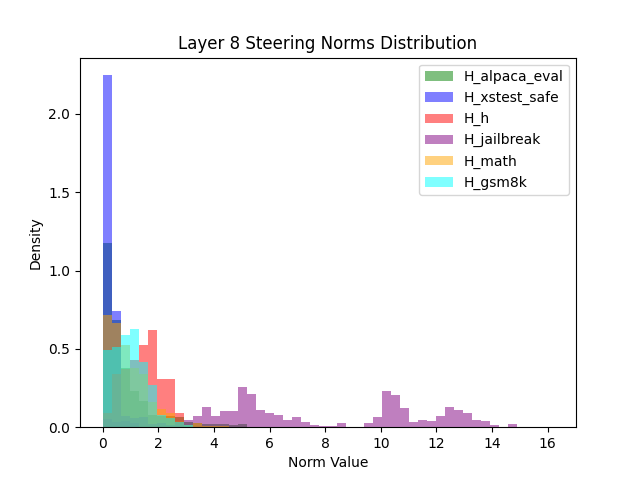 Layer 8 Steering Norms Distribution
H_alpaca_eval
H_xstest_safe
H_h
H_jailbreak
H_math
H_gsm8k
Density
2.0
1.5
1.0
0.5
0.0
0 2 4 6 8 10 12 14 16
Norm Value